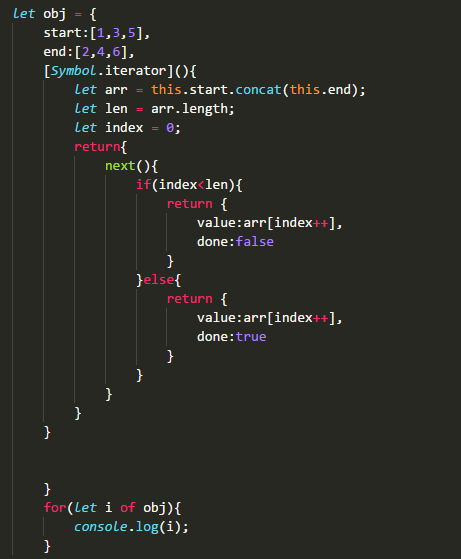 let obj = {
    start:[1,3,5],
    end:[2,4,6],
    [Symbol.iterator](){
        let arr = this.start.concat(this.end);
        let len = arr.length;
        let index = 0;
        return{
            next(){
                if(index<len){
                    return {
                        value:arr[index++],
                        done:false
                    }
                }else{
                    return {
                        value:arr[index++],
                        done:true
                    }
                }
            }
        }
    }


    }
    for(let i of obj){
        console.log(i);
    }